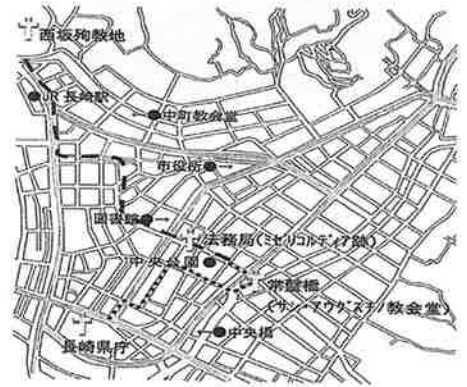 西坂殉教地
JR長崎駅
中町教会堂
市役所
図書館
法務局(ミゼリコルディア跡)
中央公園
常盤橋
(サン・アウグスチノ教会堂)
中央橋
長崎県庁